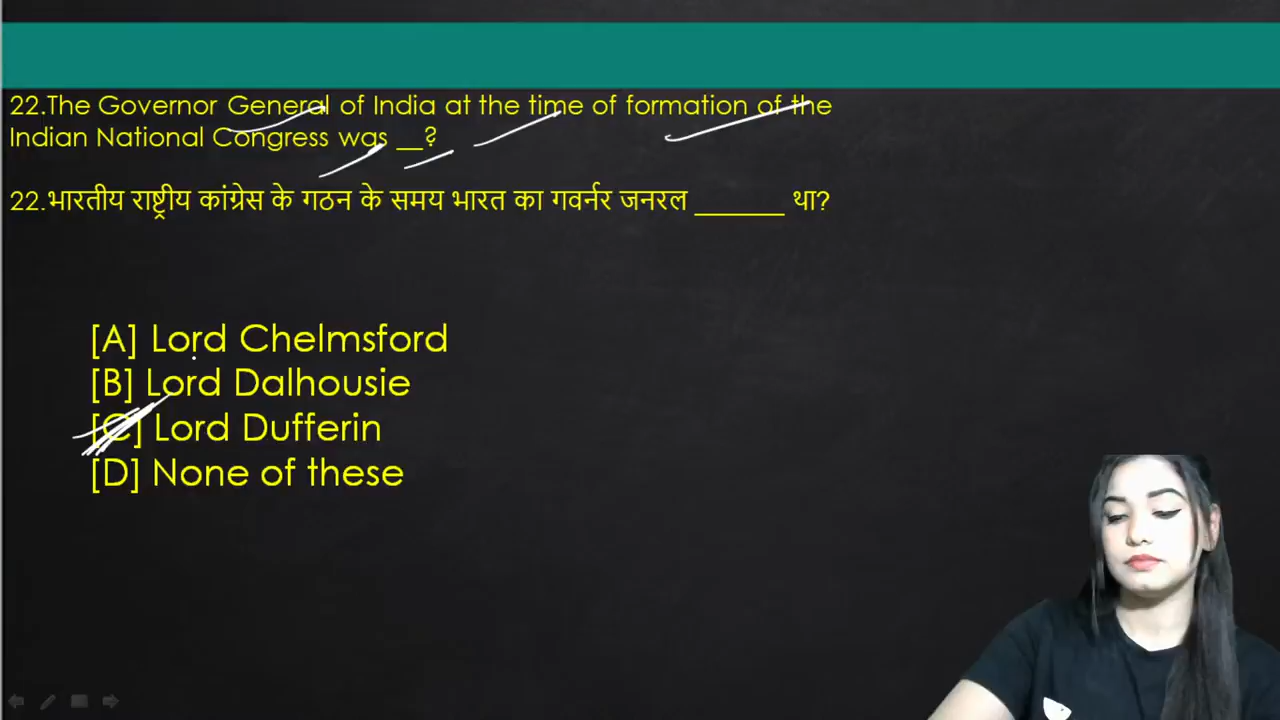 22.The Governor General of India at the time of formation of the
Indian National Congress was __?
22.भारतीय राष्ट्रीय कांग्रेस के गठन के समय भारत का गवर्नर जनरल _______ था?
[A] Lord Chelmsford
[B] Lord Dalhousie
[C] Lord Dufferin
[D] None of these